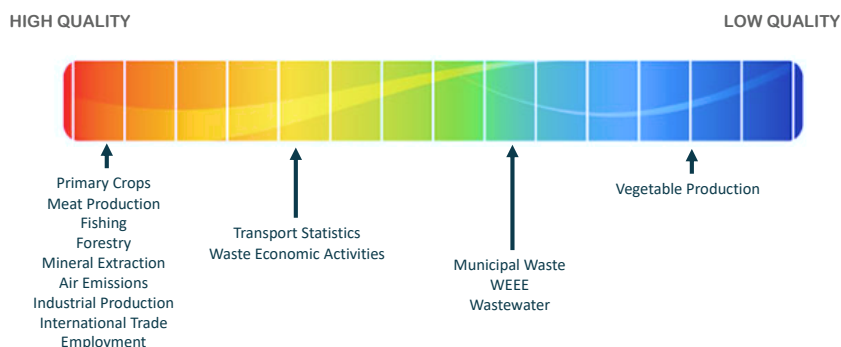 HIGH QUALITY
LOW QUALITY
Primary Crops
Meat Production
Fishing
Forestry
Mineral Extraction
Air Emissions
Industrial Production
International Trade
Employment
Transport Statistics
Waste Economic Activities
Municipal Waste
WEEE
Wastewater
Vegetable Production